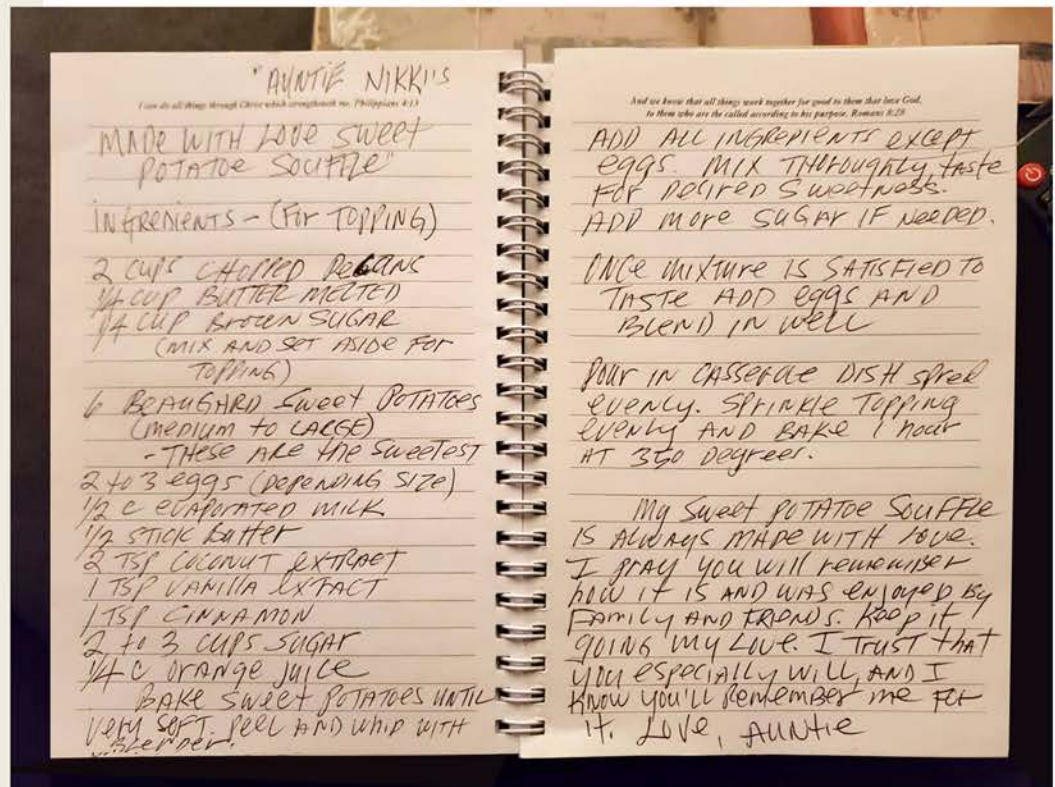 "AUNTIE NIKKI'S
I can do all things through Christ which strengtheneth me. Philippians 4:13
MADE WITH LOVE SWEET
POTATOE SOUFFLE"
INGREDIENTS - (FOR TOPPING)
2 CUPS CHOPPED PECANS
1/4 CUP BUTTER MELTED
1/4 CUP BROWN SUGAR
(MIX AND SET ASIDE FOR
TOPPING)
6 BEAUGARD SWEET POTATOES
(MEDIUM TO LARGE)
- THESE ARE THE SWEETEST
2 to 3 eggs (DEPENDING SIZE)
1/2 C EVAPORATED MILK
1/2 STICK BUTTER
2 TSP COCONUT EXTRACT
1 TSP VANILLA EXTACT
1 TSP CINNAMON
2 to 3 CUPS SUGAR
1/4 C ORANGE JUICE
BAKE SWEET POTATOES UNTIL
VERY SOFT. PEEL AND WHIP WITH
BLENDER.
And we know that all things work together for good to them that love God,
to them who are the called according to his purpose. Romans 8:28
ADD ALL INGREDIENTS EXCEPT
EGGS. MIX THOROUGHLY, TASTE
FOR DESIRED SWEETNESS.
ADD MORE SUGAR IF NEEDED.
ONCE MIXTURE IS SATISFIED TO
TASTE ADD EGGS AND
BLEND IN WELL
POUR IN CASSEROLE DISH SPRED
EVENLY. SPRINKLE TOPPING
EVENLY AND BAKE 1 HOUR
AT 350 DEGREES.
My Sweet POTATOE SOUFFLE
IS ALWAYS MADE WITH LOVE.
I PRAY YOU WILL REMEMBER
HOW IT IS AND WAS ENJOYED BY
FAMILY AND FRIENDS. KEEP IT
GOING MY LOVE. I TRUST THAT
YOU ESPECIALLY WILL, AND I
KNOW YOU'LL REMEMBER ME FOR
IT. LOVE, AUNTIE